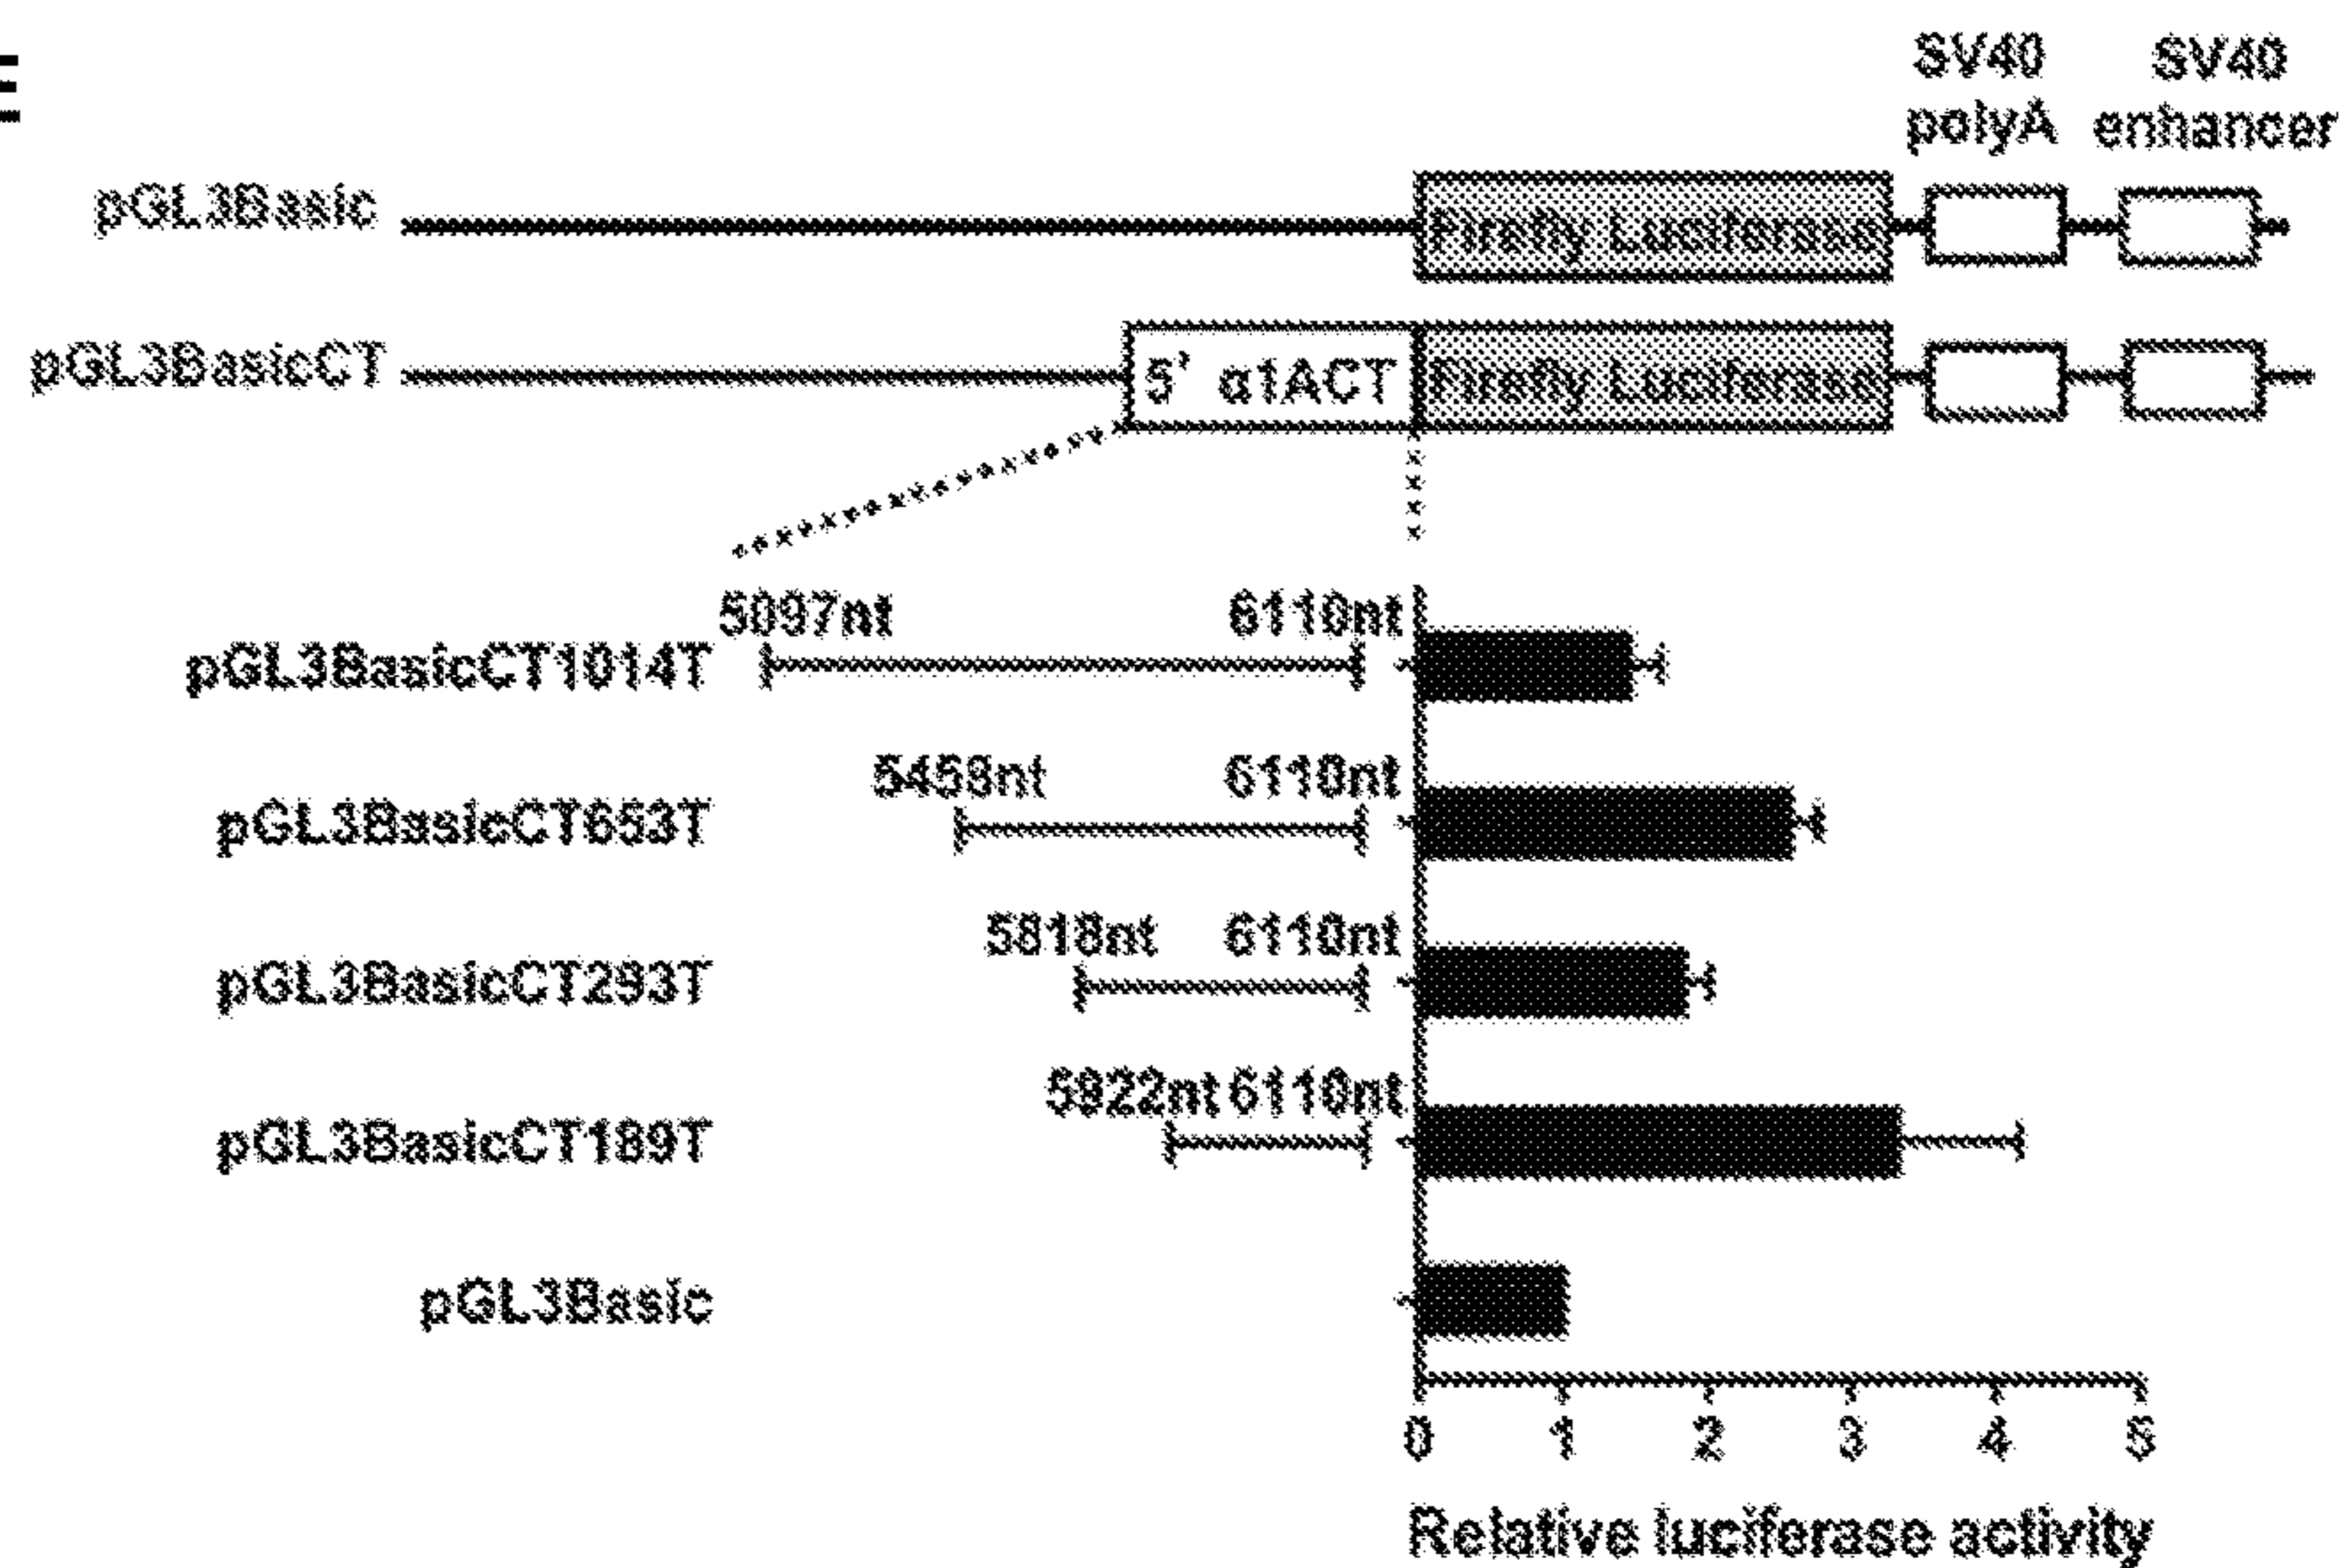 SV40 SV40
polyA enhancer
pGL3Basic Firefly Luciferase
pGL3BasicCT 5' α1ACT Firefly Luciferase
5097nt 6110nt
pGL3BasicCT1014T
5458nt 6110nt
pGL3BasicCT653T
5818nt 6110nt
pGL3BasicCT293T
5922nt 6110nt
pGL3BasicCT189T
pGL3Basic
0 1 2 3 4 5
Relative luciferase activity